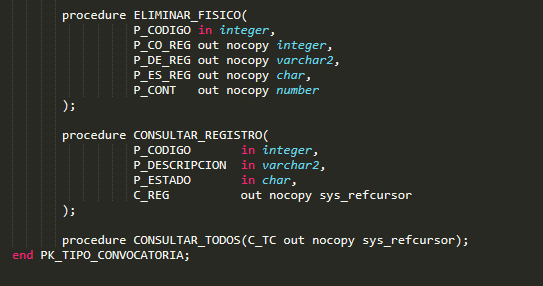 procedure ELIMINAR_FISICO(
P_CODIGO in integer,
P_CO_REG out nocopy integer,
P_DE_REG out nocopy varchar2,
P_ES_REG out nocopy char,
P_CONT out nocopy number
);
procedure CONSULTAR_REGISTRO(
P_CODIGO in integer,
P_DESCRIPCION in varchar2,
P_ESTADO in char,
C_REG out nocopy sys_refcursor
);
procedure CONSULTAR_TODOS(C_TC out nocopy sys_refcursor);
end PK_TIPO_CONVOCATORIA;